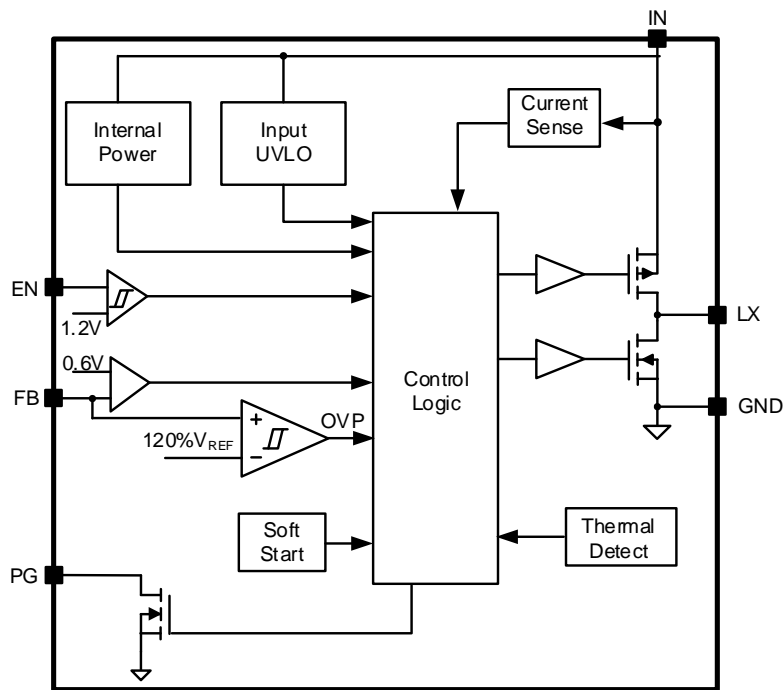 IN
Internal
Power
Input
UVLO
Current
Sense
EN
1.2V
LX
0.6V
FB
Control
Logic
GND
OVP
+
120%VREF
−
Soft
Start
Thermal
Detect
PG